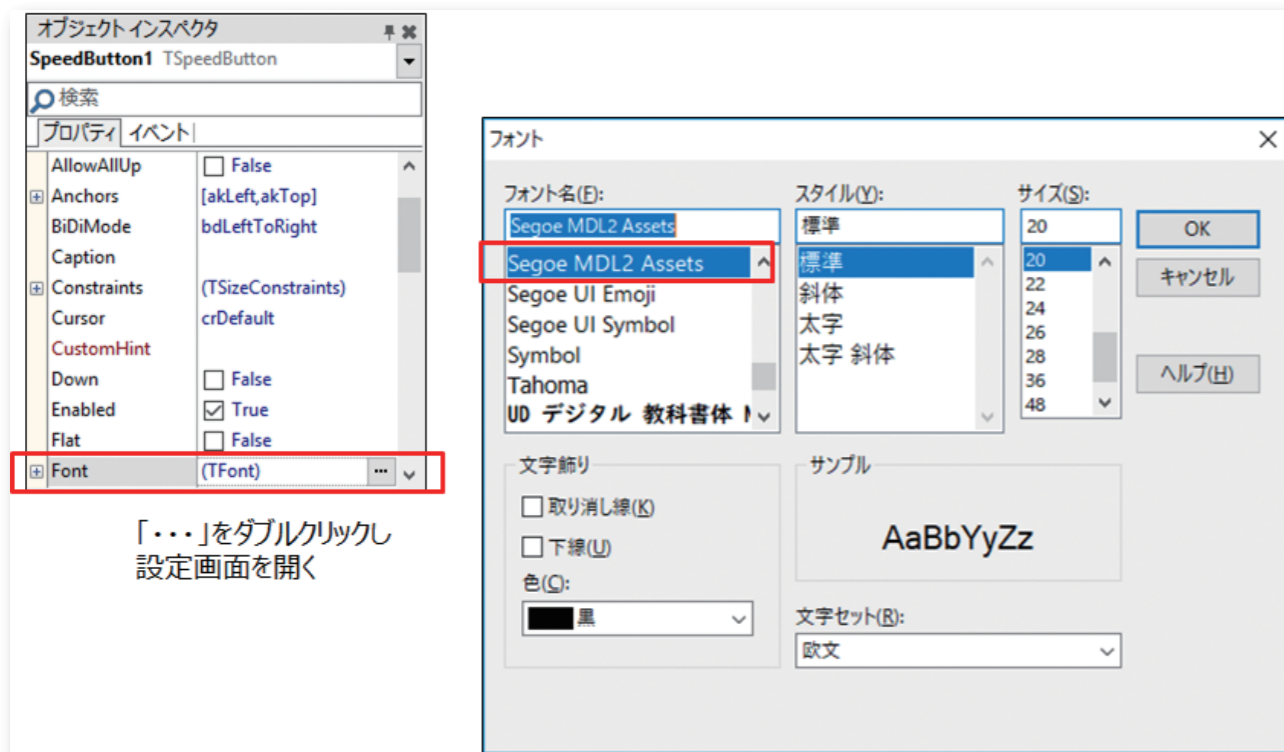 オブジェクト インスペクタ
SpeedButton1 TSpeedButton
検索
プロパティ イベント
AllowAllUp False
Anchors [akLeft,akTop]
BiDiMode bdLeftToRight
Caption
Constraints (TSizeConstraints)
Cursor crDefault
CustomHint
Down False
Enabled True
Flat False
Font (TFont) ...
「・・・」をダブルクリックし
設定画面を開く
フォント
フォント名(F): スタイル(Y): サイズ(S):
Segoe MDL2 Assets 標準 20 OK
Segoe MDL2 Assets 標準 20 キャンセル
Segoe UI Emoji 斜体 22
Segoe UI Symbol 太字 24
Symbol 太字 斜体 26
Tahoma 28
UD デジタル 教科書体 36
48
ヘルプ(H)
文字飾り サンプル
取り消し線(K)
下線(U)
AaBbYyZz
色(C):
黒
文字セット(R):
欧文